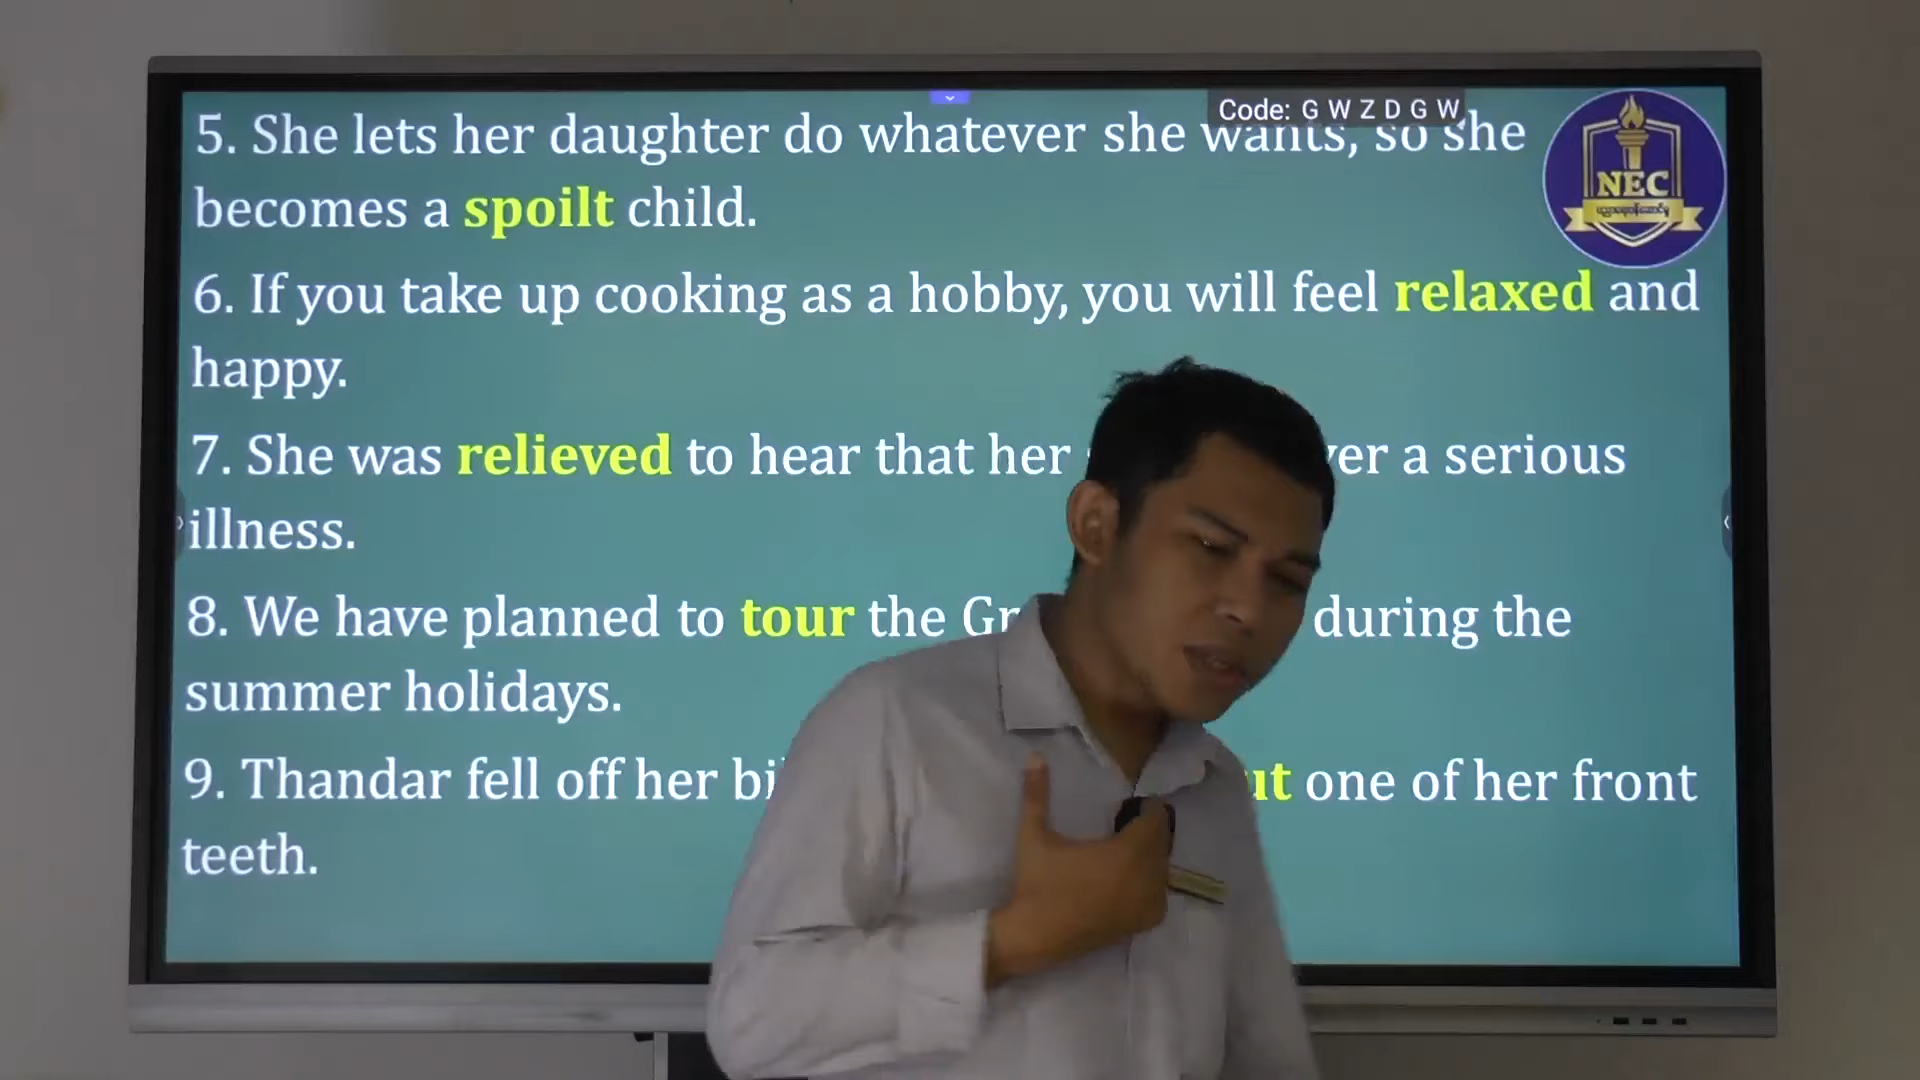 Code: G W Z D G W
5. She lets her daughter do whatever she wants, so she
becomes a spoilt child.
NEC
6. If you take up cooking as a hobby, you will feel relaxed and
happy.
7. She was relieved to hear that her a serious
illness.
8. We have planned to tour the during the
summer holidays.
9. Thandar fell off her one of her front
teeth.